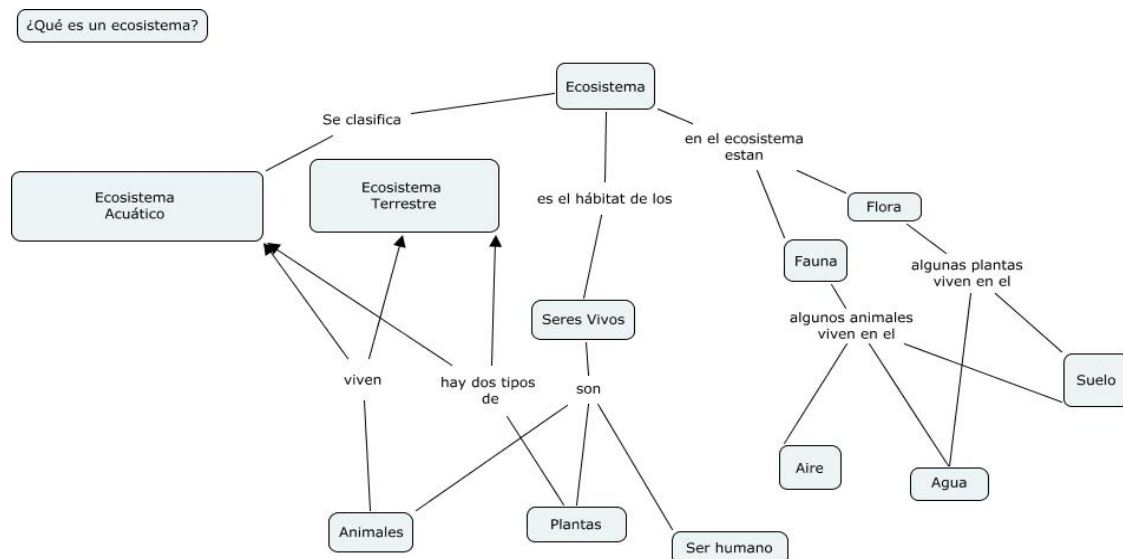 ¿Qué es un ecosistema?
Ecosistema
Se clasifica
en el ecosistema
estan
Ecosistema
Acuático
Ecosistema
Terrestre
es el hábitat de los
Flora
Fauna
algunas plantas
viven en el
Seres Vivos
algunos animales
viven en el
viven
hay dos tipos
de
son
Suelo
Aire
Agua
Animales
Plantas
Ser humano